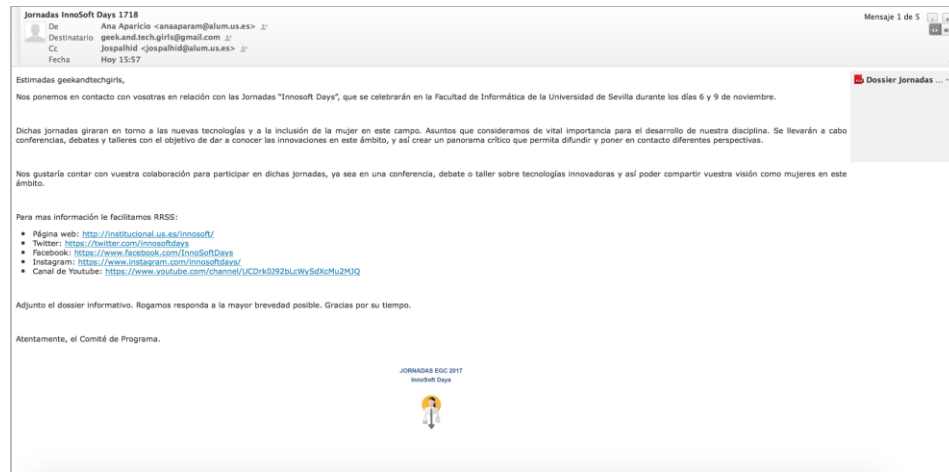 Jornadas InnoSoft Days 1718
Mensaje 1 de 5
De Ana Aparicio <anaaparam@alum.us.es>
Destinatario geek.and.tech.girls@gmail.com
Cc Jospalhid <jospalhid@alum.us.es>
Fecha Hoy 15:57
Estimadas geekandtechgirls,
Dossier Jornadas ...
Nos ponemos en contacto con vosotras en relación con las Jornadas "Innosoft Days", que se celebrarán en la Facultad de Informática de la Universidad de Sevilla durante los días 6 y 9 de noviembre.
Dichas jornadas giraran en torno a las nuevas tecnologías y a la inclusión de la mujer en este campo. Asuntos que consideramos de vital importancia para el desarrollo de nuestra disciplina. Se llevarán a cabo
conferencias, debates y talleres con el objetivo de dar a conocer las innovaciones en este ámbito, y así crear un panorama crítico que permita difundir y poner en contacto diferentes perspectivas.
Nos gustaría contar con vuestra colaboración para participar en dichas jornadas, ya sea en una conferencia, debate o taller sobre tecnologías innovadoras y así poder compartir vuestra visión como mujeres en este
ámbito.
Para mas información le facilitamos RRSS:
• Página web: http://institucional.us.es/innosoft/
• Twitter: https://twitter.com/innosoftdays
• Facebook: https://www.facebook.com/InnoSoftDays
• Instagram: https://www.instagram.com/innosoftdays/
• Canal de Youtube: https://www.youtube.com/channel/UCDrk0J92bLcWySdXcMu2MJQ
Adjunto el dossier informativo. Rogamos responda a la mayor brevedad posible. Gracias por su tiempo.
Atentamente, el Comité de Programa.
JORNADAS EGC 2017
InnoSoft Days